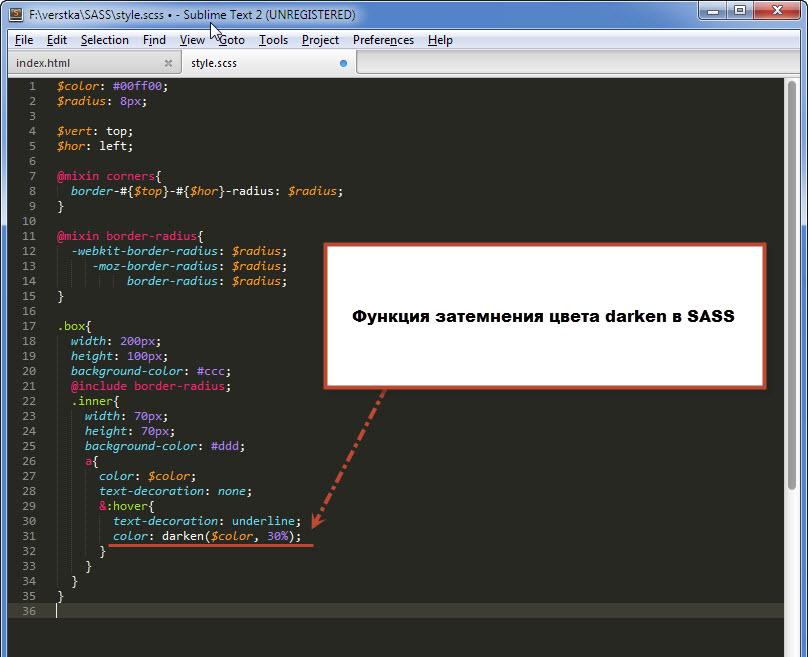 F:\verstka\SASS\style.scss • - Sublime Text 2 (UNREGISTERED)
File Edit Selection Find View Goto Tools Project Preferences Help
index.html × style.scss
1 $color: #00ff00;
2 $radius: 8px;
3
4 $vert: top;
5 $hor: left;
6
7 @mixin corners{
8 border-#{$top}-#{$hor}-radius: $radius;
9 }
10
11 @mixin border-radius{
12 -webkit-border-radius: $radius;
13 -moz-border-radius: $radius;
14 border-radius: $radius;
15 }
16
17 .box{
18 width: 200px;
19 height: 100px;
20 background-color: #ccc;
21 @include border-radius;
22 .inner{
23 width: 70px;
24 height: 70px;
25 background-color: #ddd;
26 a{
27 color: $color;
28 text-decoration: none;
29 &:hover{
30 text-decoration: underline;
31 color: darken($color, 30%);
32 }
33 }
34 }
35 }
36
Функция затемнения цвета darken в SASS